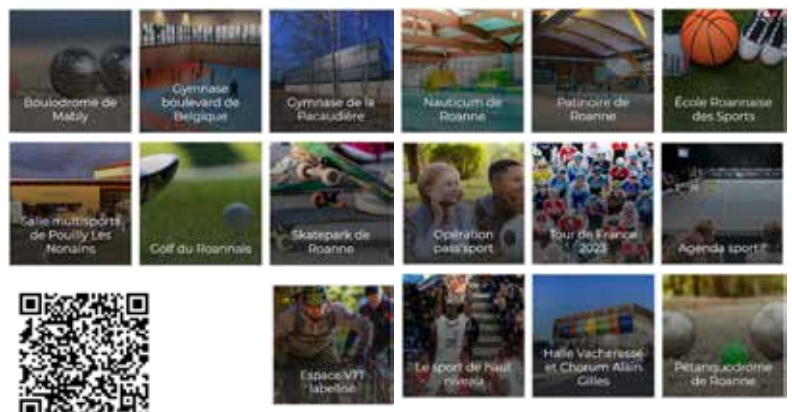 Boulodrome de
Mably
Gymnase
boulevard de
Belgique
Gymnase de la
Pacaudière
Nauticum de
Roanne
Patinoire de
Roanne
École Roannaise
des Sports
Salle multisports
de Pouilly Les
Nonains
Golf du Roannais
Skatepark de
Roanne
Opération
pass'sport
Tour de France
2023
Agenda sport !
Espace VTT
labellisé
Le sport de haut
niveau
Halle Vacheresse
et Chorum Alain
Gilles
Pétanquodrome
de Roanne